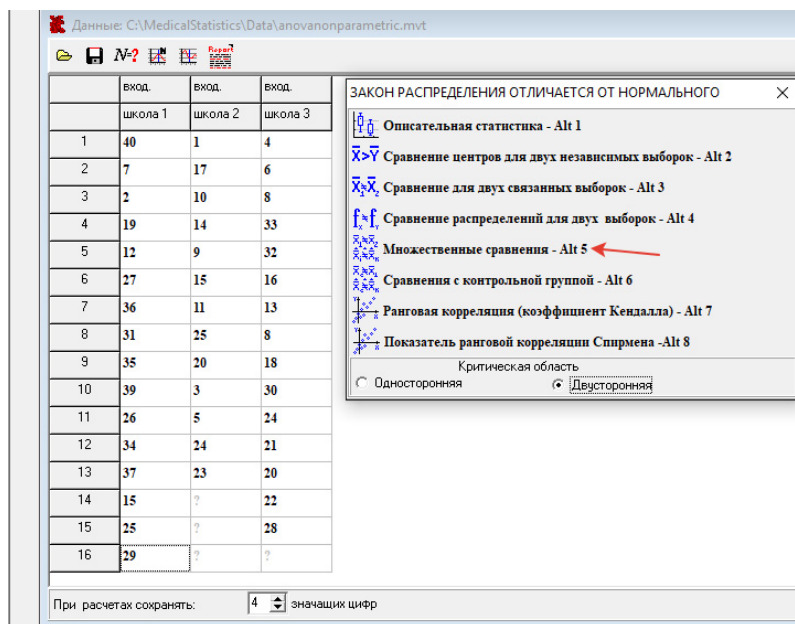 Данные: C:\MedicalStatistics\Data\anovanonparametric.mvt
N=? Report
вход. вход. вход.
школа 1 школа 2 школа 3
1 40 1 4
2 7 17 6
3 2 10 8
4 19 14 33
5 12 9 32
6 27 15 16
7 36 11 13
8 31 25 8
9 35 20 18
10 39 3 30
11 26 5 24
12 34 24 21
13 37 23 20
14 15 ? 22
15 25 ? 28
16 29 ? ?
При расчетах сохранять: 4 значащих цифр
ЗАКОН РАСПРЕДЕЛЕНИЯ ОТЛИЧАЕТСЯ ОТ НОРМАЛЬНОГО
Описательная статистика - Alt 1
X>Y Сравнение центров для двух независимых выборок - Alt 2
Сравнение для двух связанных выборок - Alt 3
Сравнение распределений для двух выборок - Alt 4
Множественные сравнения - Alt 5
Сравнения с контрольной группой - Alt 6
Ранговая корреляция (коэффициент Кендалла) - Alt 7
Показатель ранговой корреляции Спирмена -Alt 8
Критическая область
Односторонняя Двусторонняя